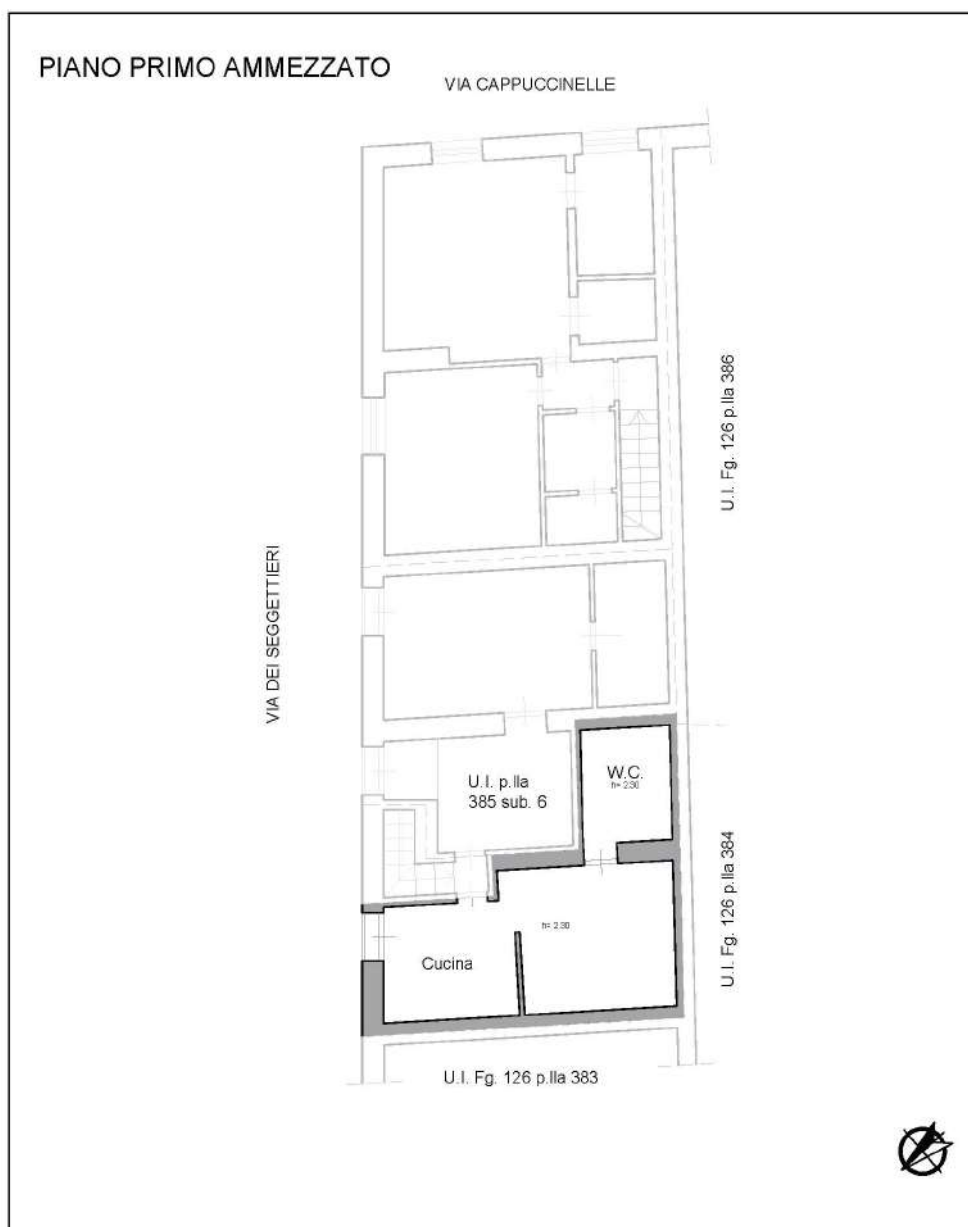 PIANO PRIMO AMMEZZATO
VIA CAPPUCCINELLE
U.I. Fg. 126 p.lla 386
VIA DEI SEGGETTIERI
U.I. p.lla
385 sub. 6
W.C.
h= 2.30
U.I. Fg. 126 p.lla 384
h= 2.30
Cucina
U.I. Fg. 126 p.lla 383